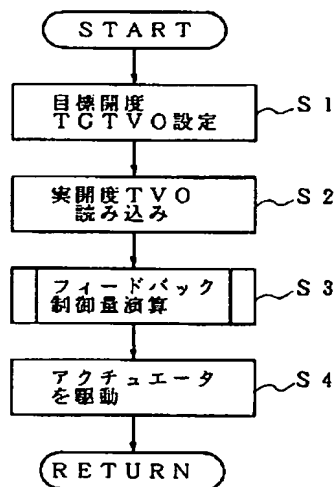 START
目標開度
TGTVO設定
S1
実開度TVO
読み込み
S2
フィードバック
制御量演算
S3
アクチュエータ
を駆動
S4
RETURN